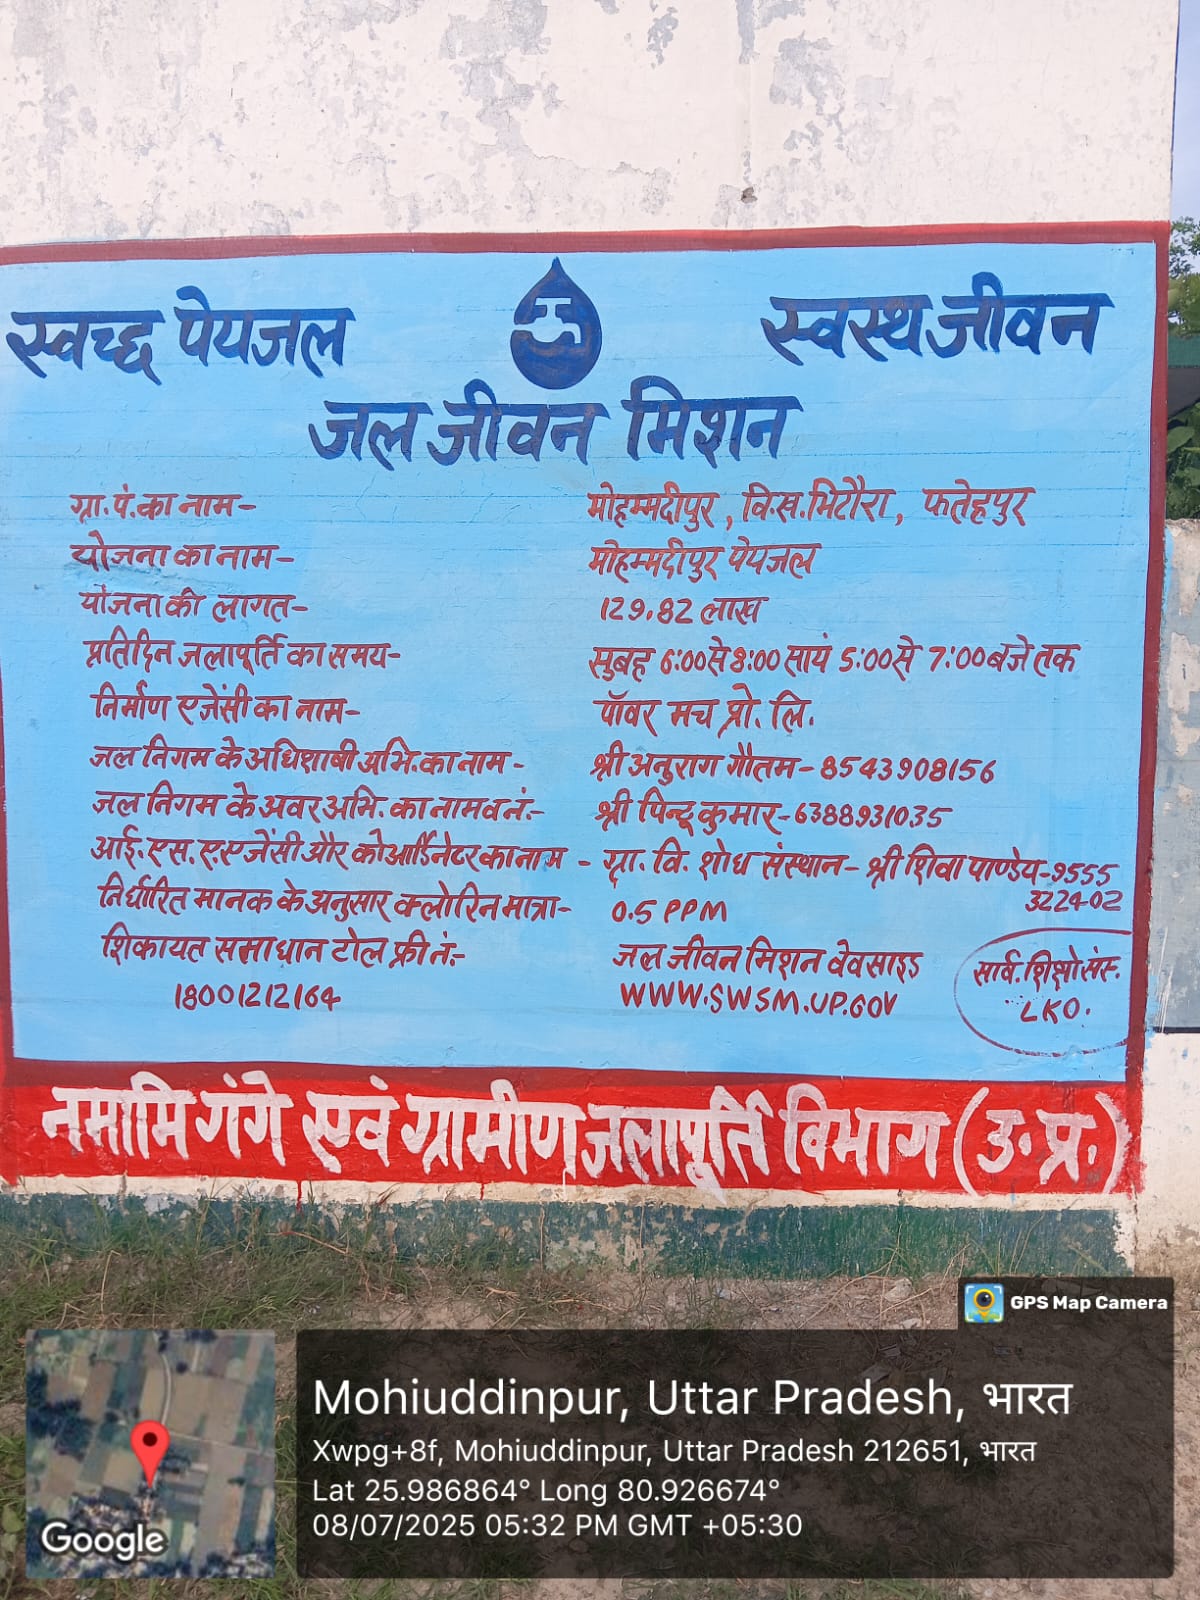 स्वच्छ पेयजल स्वस्थ जीवन
जल जीवन मिशन
ग्रा.पं.का नाम- मोहम्मदीपुर, वि.ख.भिटौरा, फतेहपुर
योजना का नाम- मोहम्मदीपुर पेयजल
योजना की लागत- 129.82 लाख
प्रतिदिन जलापूर्ति का समय- सुबह 6:00 से 8:00 सायं 5:00 से 7:00 बजे तक
निर्माण एजेंसी का नाम- पॉवर मच प्रो. लि.
जल निगम के अधिशाषी अभि. का नाम- श्री अनुराग गौतम-8543908156
जल निगम के अवर अभि. का नाम व नं.- श्री पिन्टू कुमार-6388931035
आई.एस.ए.एजेंसी और कोआर्डिनेटर का नाम - ग्रा. वि. शोध संस्थान- श्री शिवा पाण्डेय-9555
322402
निर्धारित मानक के अनुसार क्लोरिन मात्रा- 0.5 PPM
शिकायत समाधान टोल फ्री नं.- जल जीवन मिशन वेवसाइड
18001212164 WWW.SWSM.UP.GOV
सार्व. शिक्षो संस्.
LKO.
नमामि गंगे एवं ग्रामीण जलापूर्ति विभाग (उ.प्र.)
GPS Map Camera
Mohiuddinpur, Uttar Pradesh, भारत
Xwpg+8f, Mohiuddinpur, Uttar Pradesh 212651, भारत
Lat 25.986864° Long 80.926674°
08/07/2025 05:32 PM GMT +05:30
Google